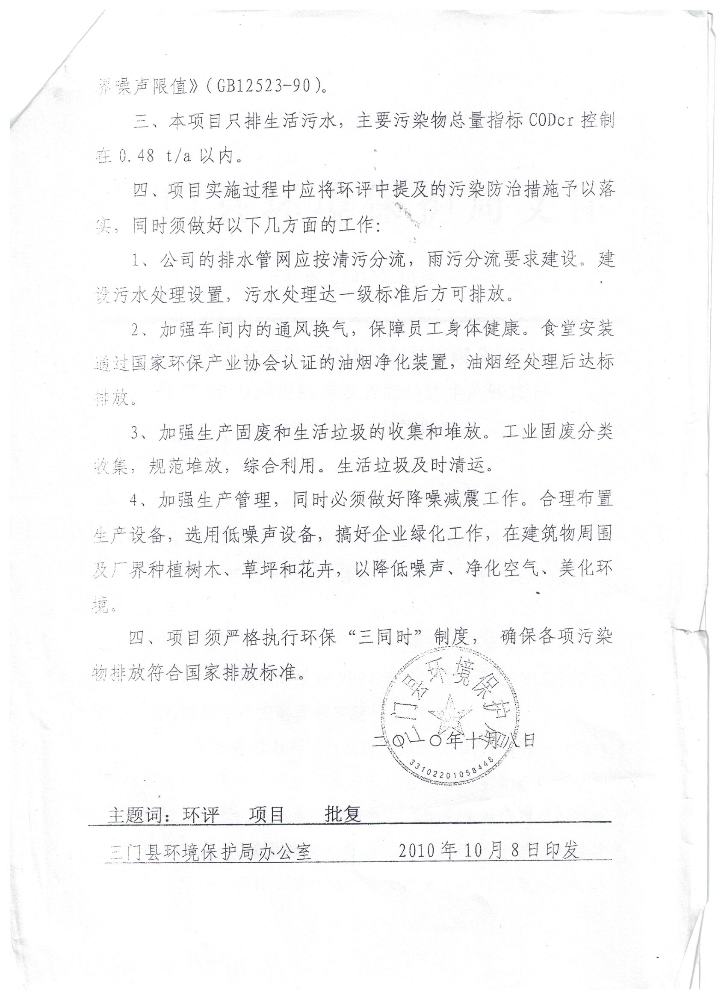 界噪声限值》(GB12523-90)。
三、本项目只排生活污水，主要污染物总量指标 CODcr 控制
在 0.48 t/a 以内。
四、项目实施过程中应将环评中提及的污染防治措施予以落
实，同时须做好以下几方面的工作：
1、公司的排水管网应按清污分流，雨污分流要求建设。建
设污水处理设置，污水处理达一级标准后方可排放。
2、加强车间内的通风换气，保障员工身体健康。食堂安装
通过国家环保产业协会认证的油烟净化装置，油烟经处理后达标
排放。
3、加强生产固废和生活垃圾的收集和堆放。工业固废分类
收集，规范堆放，综合利用。生活垃圾及时清运。
4、加强生产管理，同时必须做好降噪减震工作。合理布置
生产设备，选用低噪声设备，搞好企业绿化工作，在建筑物周围
及厂界种植树木、草坪和花卉，以降低噪声、净化空气、美化环
境。
四、项目须严格执行环保“三同时”制度， 确保各项污染
物排放符合国家排放标准。
三门县环境保护局
二〇一〇年十月八日
33102201058448
主题词：环评 项目 批复
三门县环境保护局办公室 2010 年 10 月 8 日印发